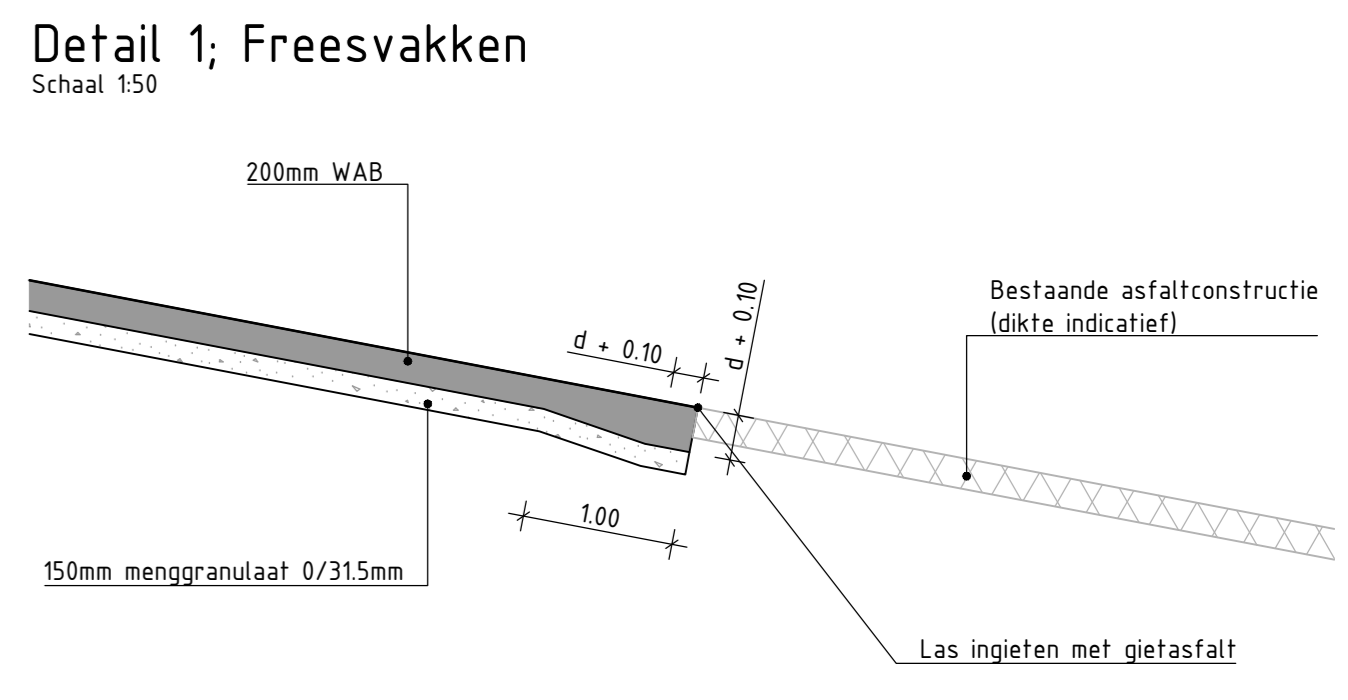 Detail 1; Freesvakken
Schaal 1:50
200mm WAB
d + 0.10
d + 0.10
Bestaande asfaltconstructie
(dikte indicatief)
1.00
150mm menggranulaat 0/31.5mm
Las ingieten met gietasfalt